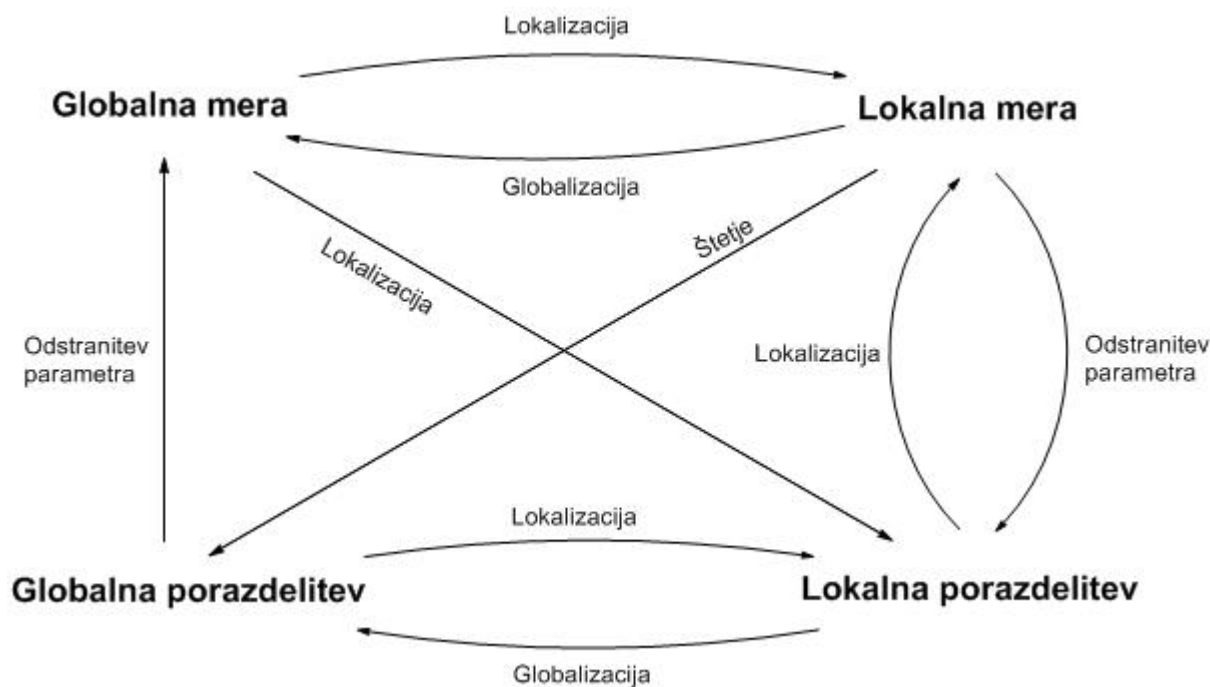 Lokalizacija
Globalna mera
Lokalna mera
Globalizacija
Lokalizacija
Štetje
Odstranitev
parametra
Lokalizacija
Odstranitev
parametra
Lokalizacija
Globalna porazdelitev
Lokalna porazdelitev
Globalizacija